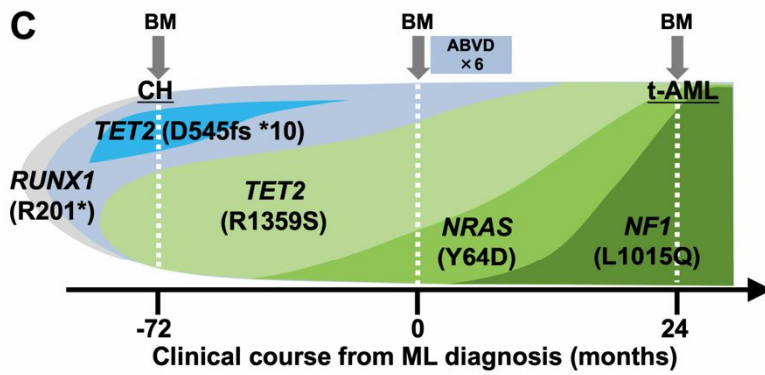 C
BM
BM
BM
ABVD
×6
CH
t-AML
TET2 (D545fs *10)
RUNX1
(R201*)
TET2
(R1359S)
NRAS
(Y64D)
NF1
(L1015Q)
-72
0
24
Clinical course from ML diagnosis (months)